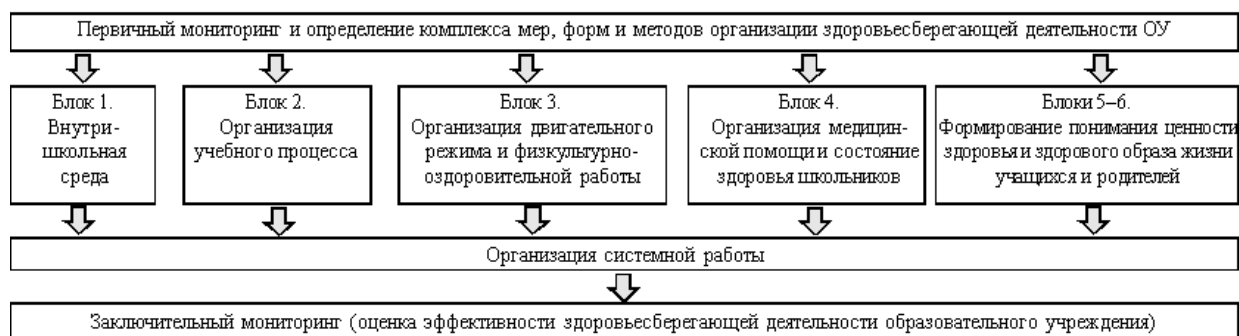 Первичный мониторинг и определение комплекса мер, форм и методов организации здоровьесберегающей деятельности ОУ
Блок 1.
Внутри-
школьная
среда
Блок 2.
Организация
учебного процесса
Блок 3.
Организация двигательного
режима и физкультурно-
оздоровительной работы
Блок 4.
Организация медицин-
ской помощи и состояние
здоровья школьников
Блоки 5–6.
Формирование понимания ценности
здоровья и здорового образа жизни
учащихся и родителей
Организация системной работы
Заключительный мониторинг (оценка эффективности здоровьесберегающей деятельности образовательного учреждения)